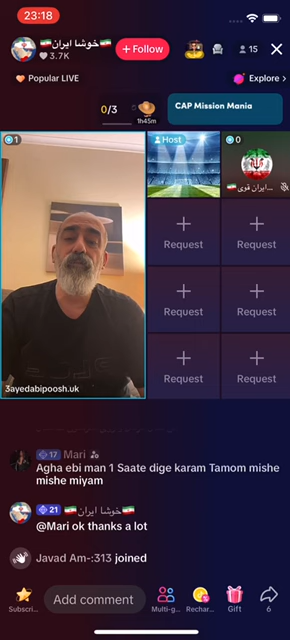 23:18
🇮🇷خوشا ایران🇮🇷
3.7K
+ Follow
15
Popular LIVE
Explore >
0/3
1h45m
CAP Mission Mania
1
Host
0
ایران قوی...🇮🇷
Request
Request
Request
Request
Request
Request
3ayedabipoosh.uk
17 Mari
Agha ebi man 1 Saate dige karam Tamom mishe
mishe miyam
21 🇮🇷خوشا ایران🇮🇷
@Mari ok thanks a lot
Javad Am-:313 joined
Subscri...
Add comment
Multi-g...
Rechar...
Gift
6